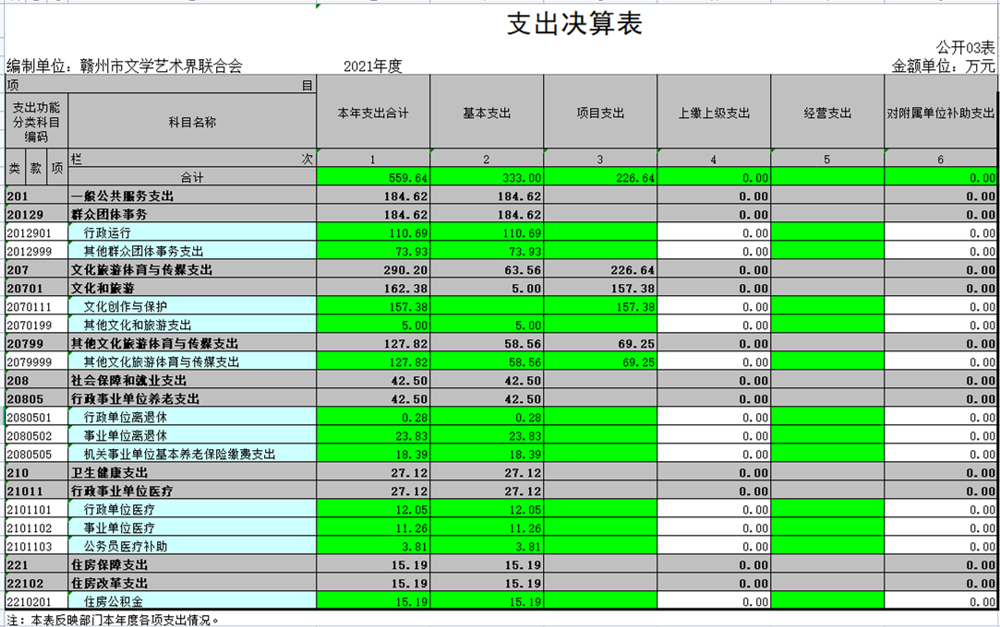 支出决算表
公开03表
编制单位：赣州市文学艺术界联合会 2021年度 金额单位：万元
项 目 本年支出合计 基本支出 项目支出 上缴上级支出 经营支出 对附属单位补助支出
支出功能分类科目编码 科目名称
类 款 项 栏 次 1 2 3 4 5 6
合计 559.64 333.00 226.64 0.00 0.00
201 一般公共服务支出 184.62 184.62 0.00 0.00
20129 群众团体事务 184.62 184.62 0.00 0.00
2012901 行政运行 110.69 110.69 0.00 0.00
2012999 其他群众团体事务支出 73.93 73.93 0.00 0.00
207 文化旅游体育与传媒支出 290.20 63.56 226.64 0.00 0.00
20701 文化和旅游 162.38 5.00 157.38 0.00 0.00
2070111 文化创作与保护 157.38 157.38 0.00 0.00
2070199 其他文化和旅游支出 5.00 5.00 0.00 0.00
20799 其他文化旅游体育与传媒支出 127.82 58.56 69.25 0.00 0.00
2079999 其他文化旅游体育与传媒支出 127.82 58.56 69.25 0.00 0.00
208 社会保障和就业支出 42.50 42.50 0.00 0.00
20805 行政事业单位养老支出 42.50 42.50 0.00 0.00
2080501 行政单位离退休 0.28 0.28 0.00 0.00
2080502 事业单位离退休 23.83 23.83 0.00 0.00
2080505 机关事业单位基本养老保险缴费支出 18.39 18.39 0.00 0.00
210 卫生健康支出 27.12 27.12 0.00 0.00
21011 行政事业单位医疗 27.12 27.12 0.00 0.00
2101101 行政单位医疗 12.05 12.05 0.00 0.00
2101102 事业单位医疗 11.26 11.26 0.00 0.00
2101103 公务员医疗补助 3.81 3.81 0.00 0.00
221 住房保障支出 15.19 15.19 0.00 0.00
22102 住房改革支出 15.19 15.19 0.00 0.00
2210201 住房公积金 15.19 15.19 0.00 0.00
注：本表反映部门本年度各项支出情况。